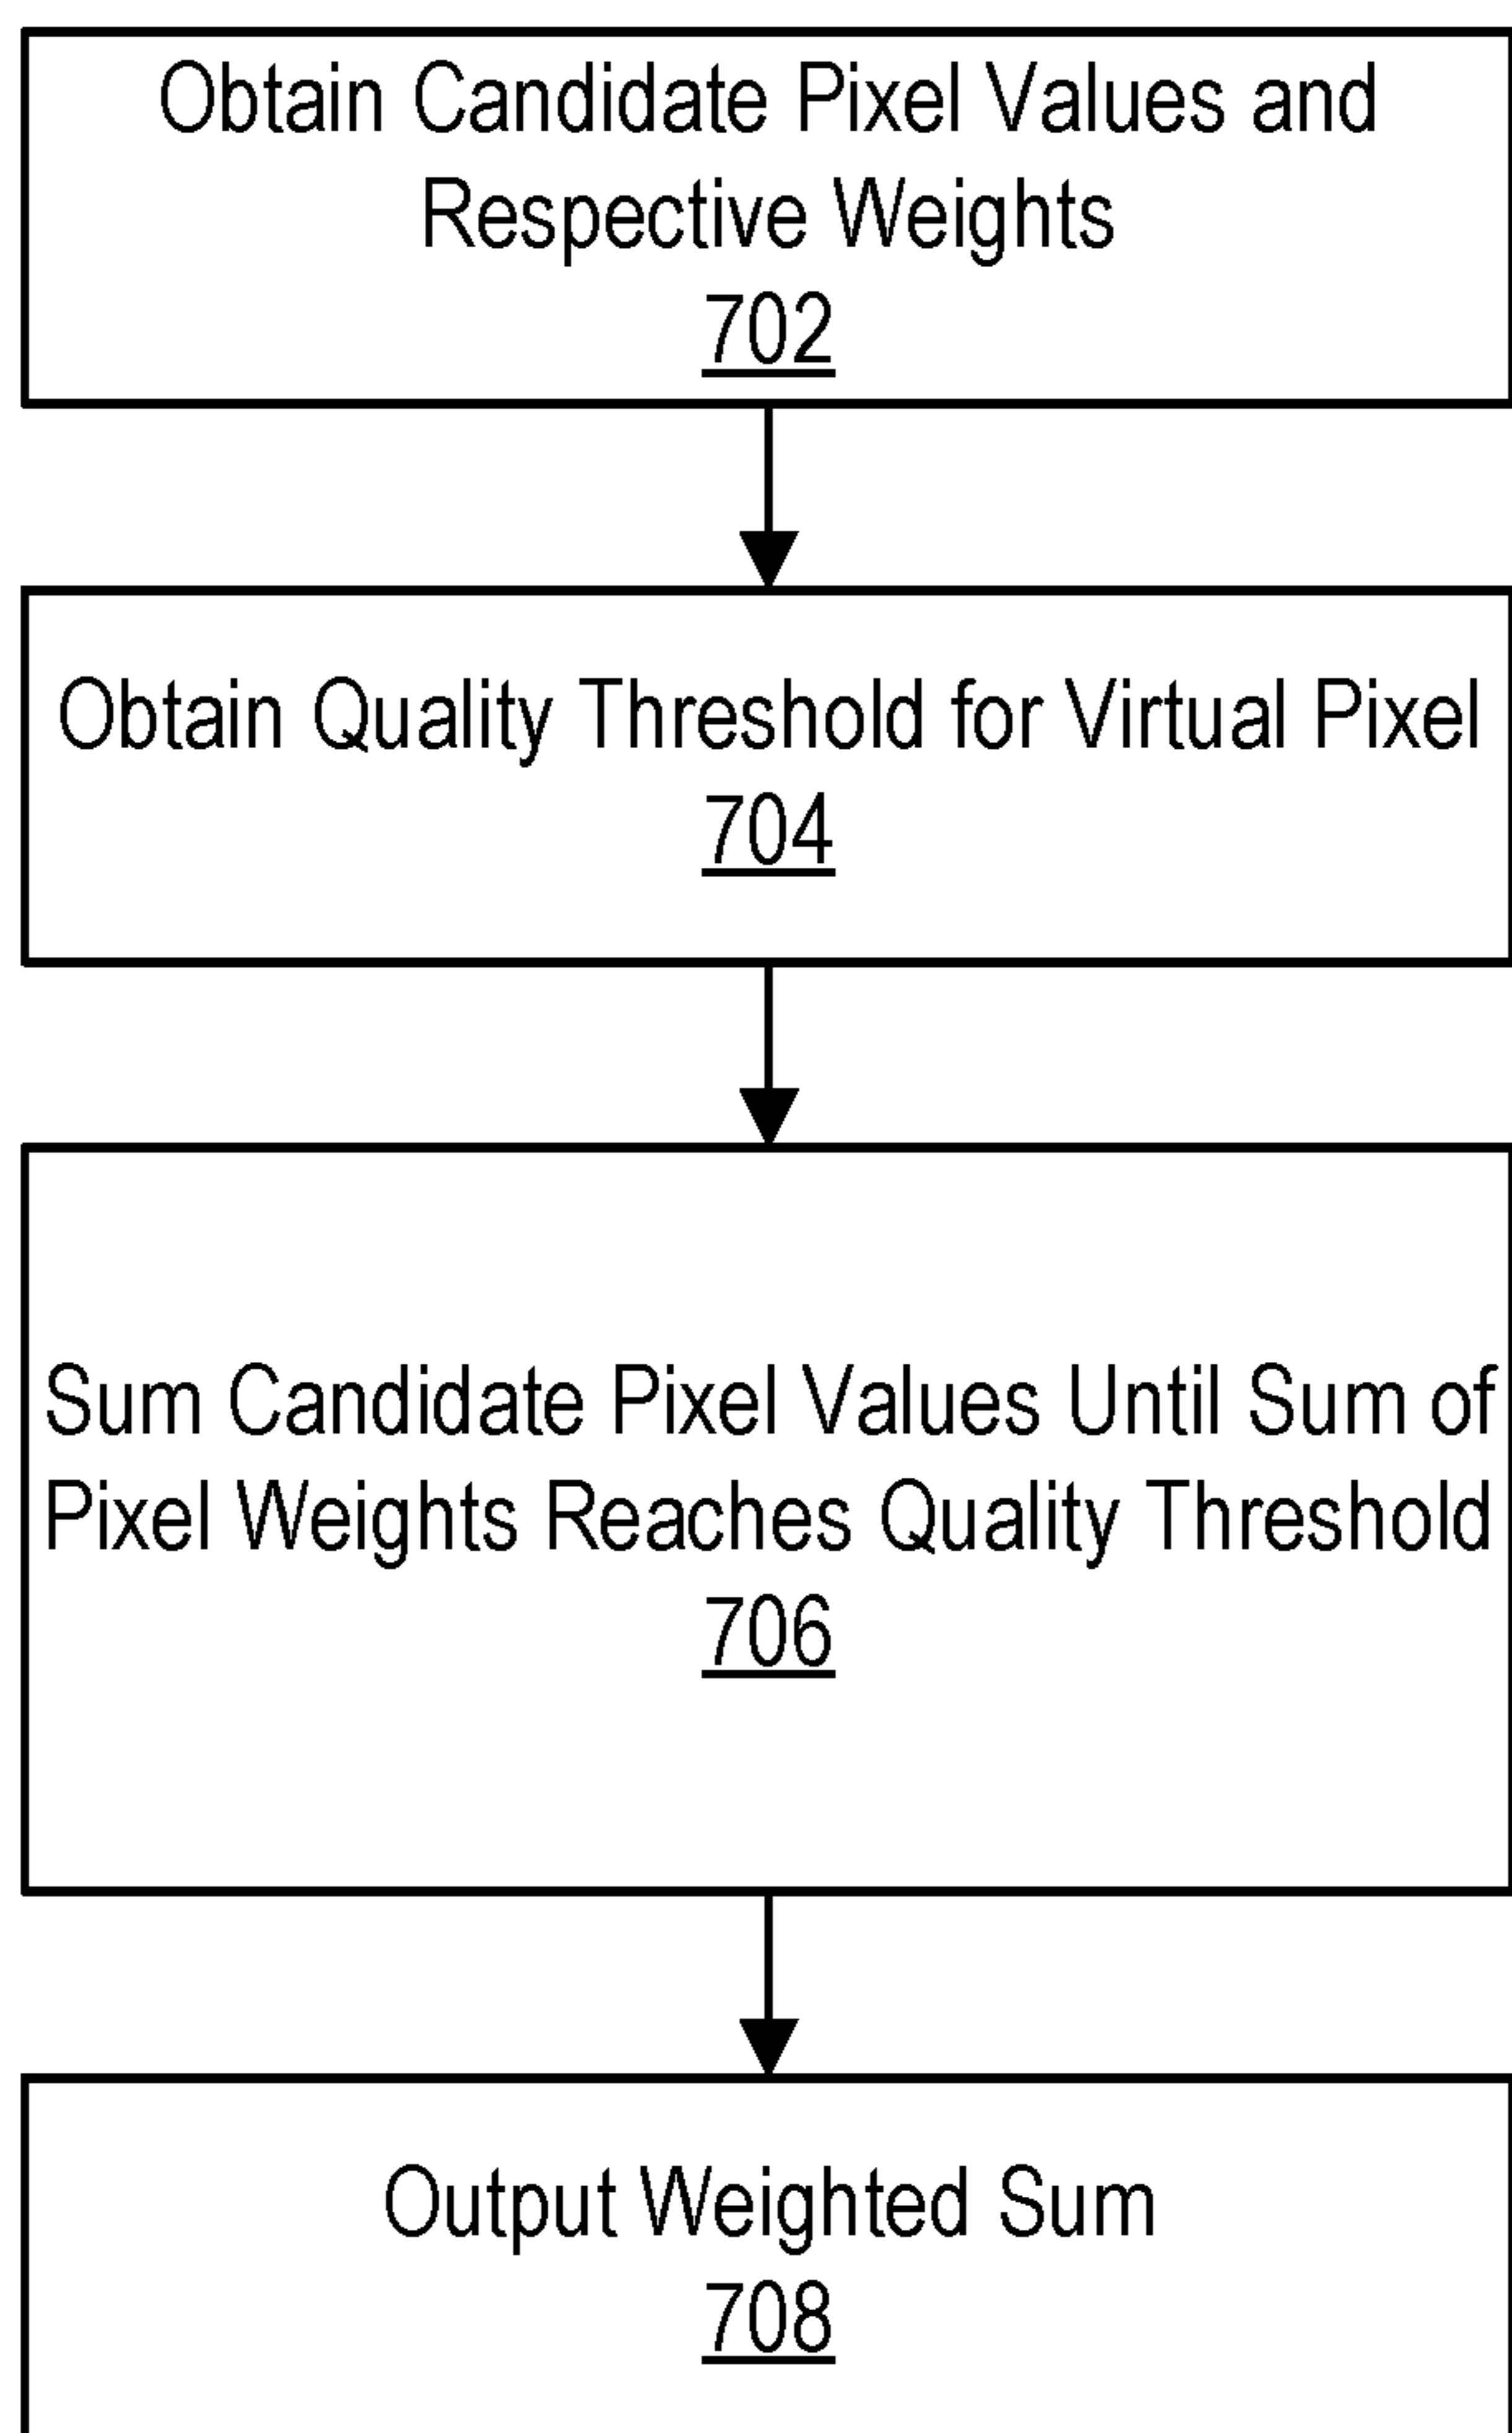 Obtain Candidate Pixel Values and
Respective Weights
702
Obtain Quality Threshold for Virtual Pixel
704
Sum Candidate Pixel Values Until Sum of
Pixel Weights Reaches Quality Threshold
706
Output Weighted Sum
708